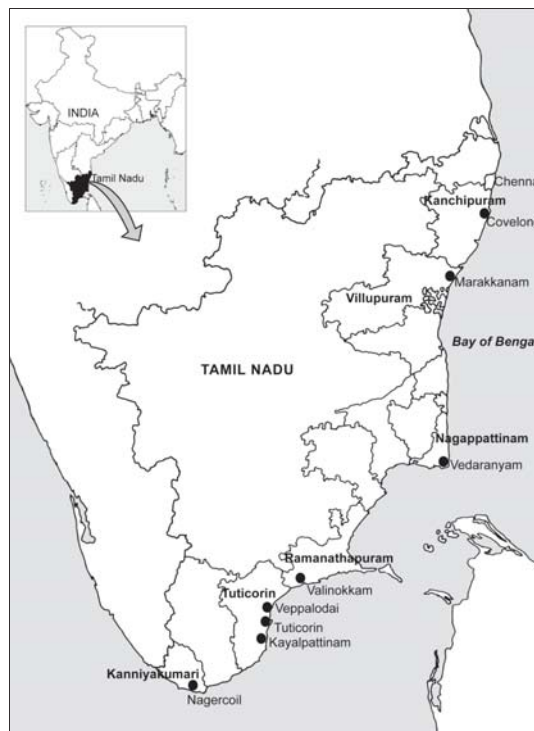 INDIA
Tamil Nadu
Chenna
Kanchipuram
Covelong
Marakkanam
Villupuram
Bay of Benga
TAMIL NADU
Nagappattinam
Vedaranyam
Ramanathapuram
Valinokkam
Tuticorin
Veppalodai
Tuticorin
Kayalpattinam
Kanniyakumari
Nagercoil